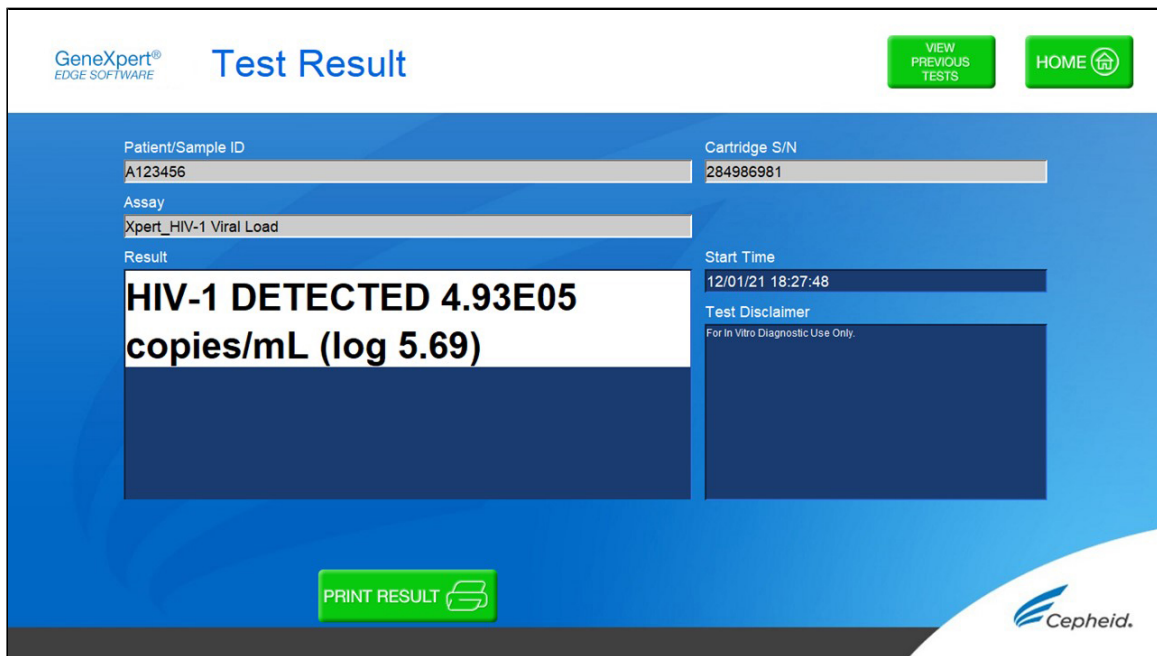 GeneXpert®
EDGE SOFTWARE
Test Result
VIEW
PREVIOUS
TESTS
HOME
Patient/Sample ID
A123456
Cartridge S/N
284986981
Assay
Xpert_HIV-1 Viral Load
Result
HIV-1 DETECTED 4.93E05
copies/mL (log 5.69)
Start Time
12/01/21 18:27:48
Test Disclaimer
For In Vitro Diagnostic Use Only.
PRINT RESULT
Cepheid.